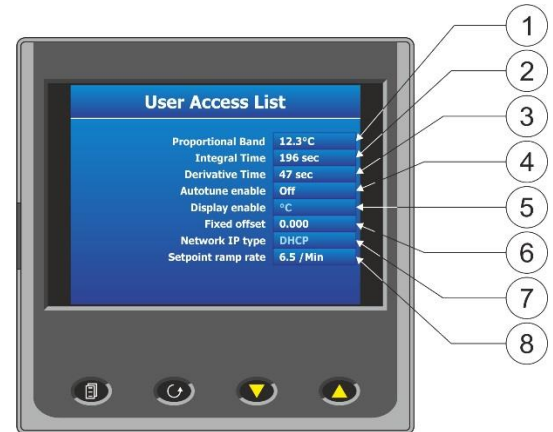 User Access List
Proportional Band 12.3°C
Integral Time 196 sec
Derivative Time 47 sec
Autotune enable Off
Display enable °C
Fixed offset 0.000
Network IP type DHCP
Setpoint ramp rate 6.5 /Min
1
2
3
4
5
6
7
8